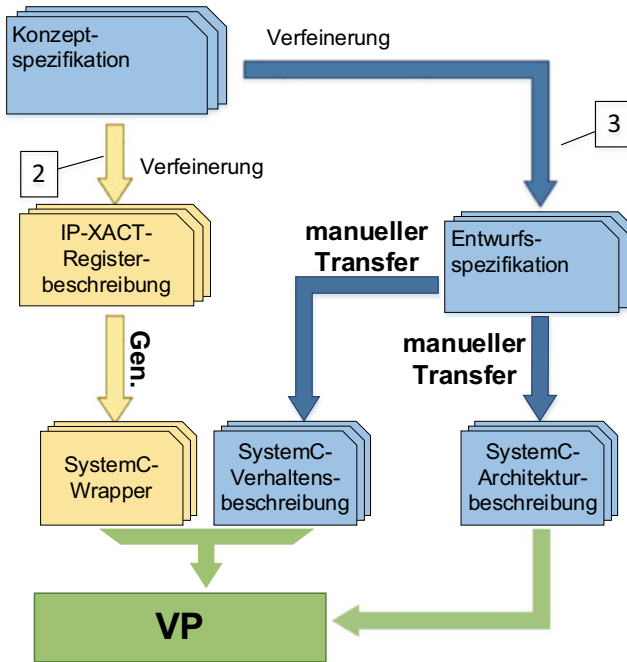 Konzept-
spezifikation
Verfeinerung
3
2
Verfeinerung
IP-XACT-
Register-
beschreibung
manueller
Transfer
Entwurfs-
spezifikation
Gen.
manueller
Transfer
SystemC-
Wrapper
SystemC-
Verhaltens-
beschreibung
SystemC-
Architektur-
beschreibung
VP